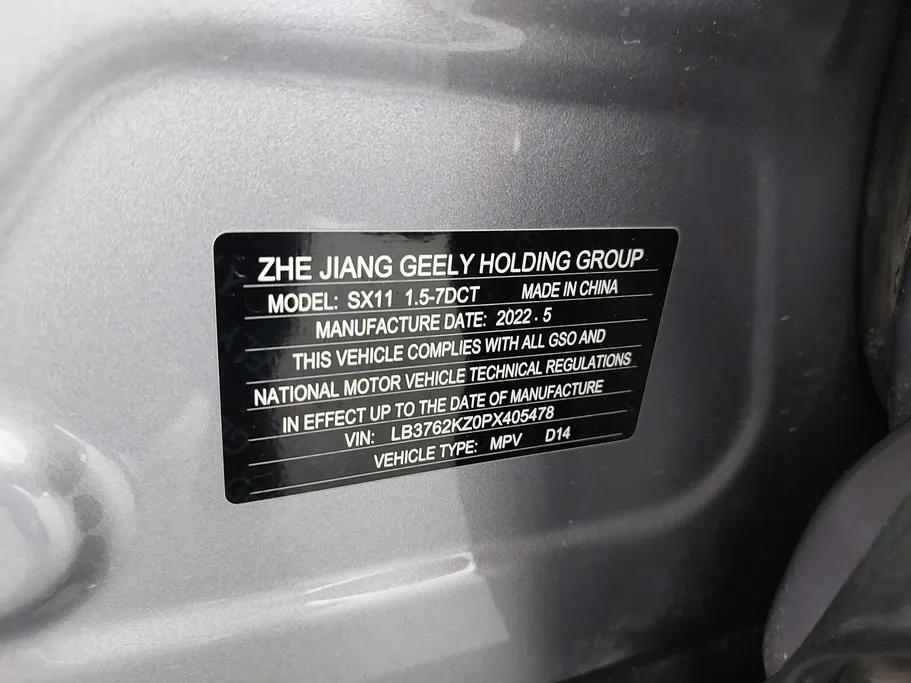 ZHE JIANG GEELY HOLDING GROUP
MODEL: SX11 1.5-7DCT MADE IN CHINA
MANUFACTURE DATE: 2022.5
THIS VEHICLE COMPLIES WITH ALL GSO AND
NATIONAL MOTOR VEHICLE TECHNICAL REGULATIONS
IN EFFECT UP TO THE DATE OF MANUFACTURE
VIN: LB3762KZ0PX405478
VEHICLE TYPE: MPV D14